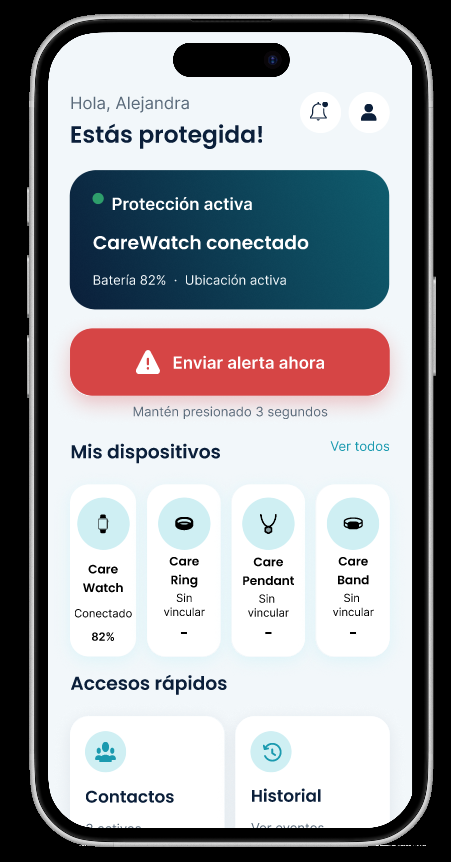 Hola, Alejandra
Estás protegida!
Protección activa
CareWatch conectado
Batería 82% · Ubicación activa
Enviar alerta ahora
Mantén presionado 3 segundos
Mis dispositivos
Ver todos
Care
Watch
Conectado
82%
Care
Ring
Sin
vincular
-
Care
Pendant
Sin
vincular
-
Care
Band
Sin
vincular
-
Accesos rápidos
Contactos
Historial
Ver eventos